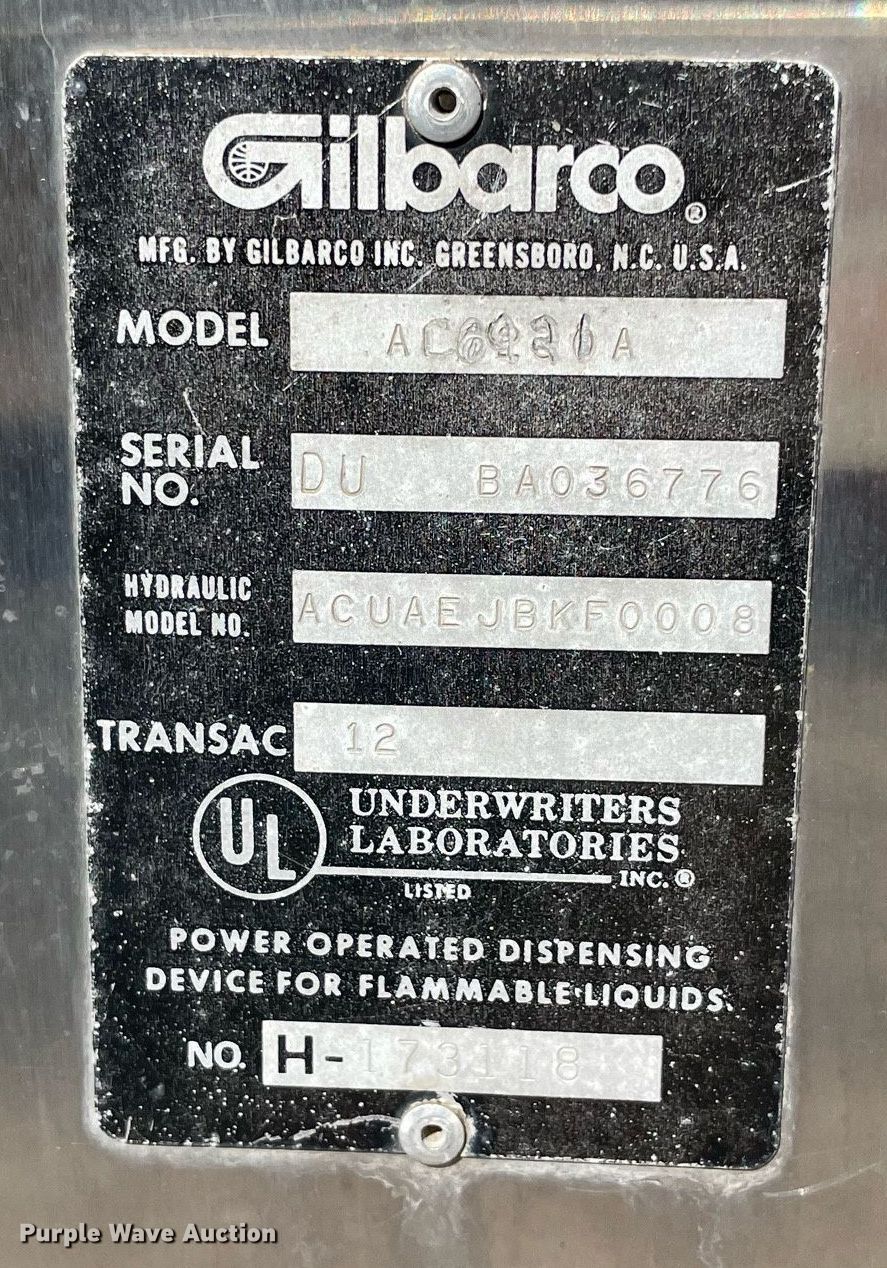 Gilbarco®
MFG. BY GILBARCO INC. GREENSBORO, N.C. U.S.A.
MODEL
SERIAL NO. DU BA036776
HYDRAULIC MODEL NO. ACUAEJBKF0008
TRANSAC 12
UL
UNDERWRITERS
LABORATORIES
INC.®
LISTED
POWER OPERATED DISPENSING
DEVICE FOR FLAMMABLE LIQUIDS.
NO. H-173118
Purple Wave Auction